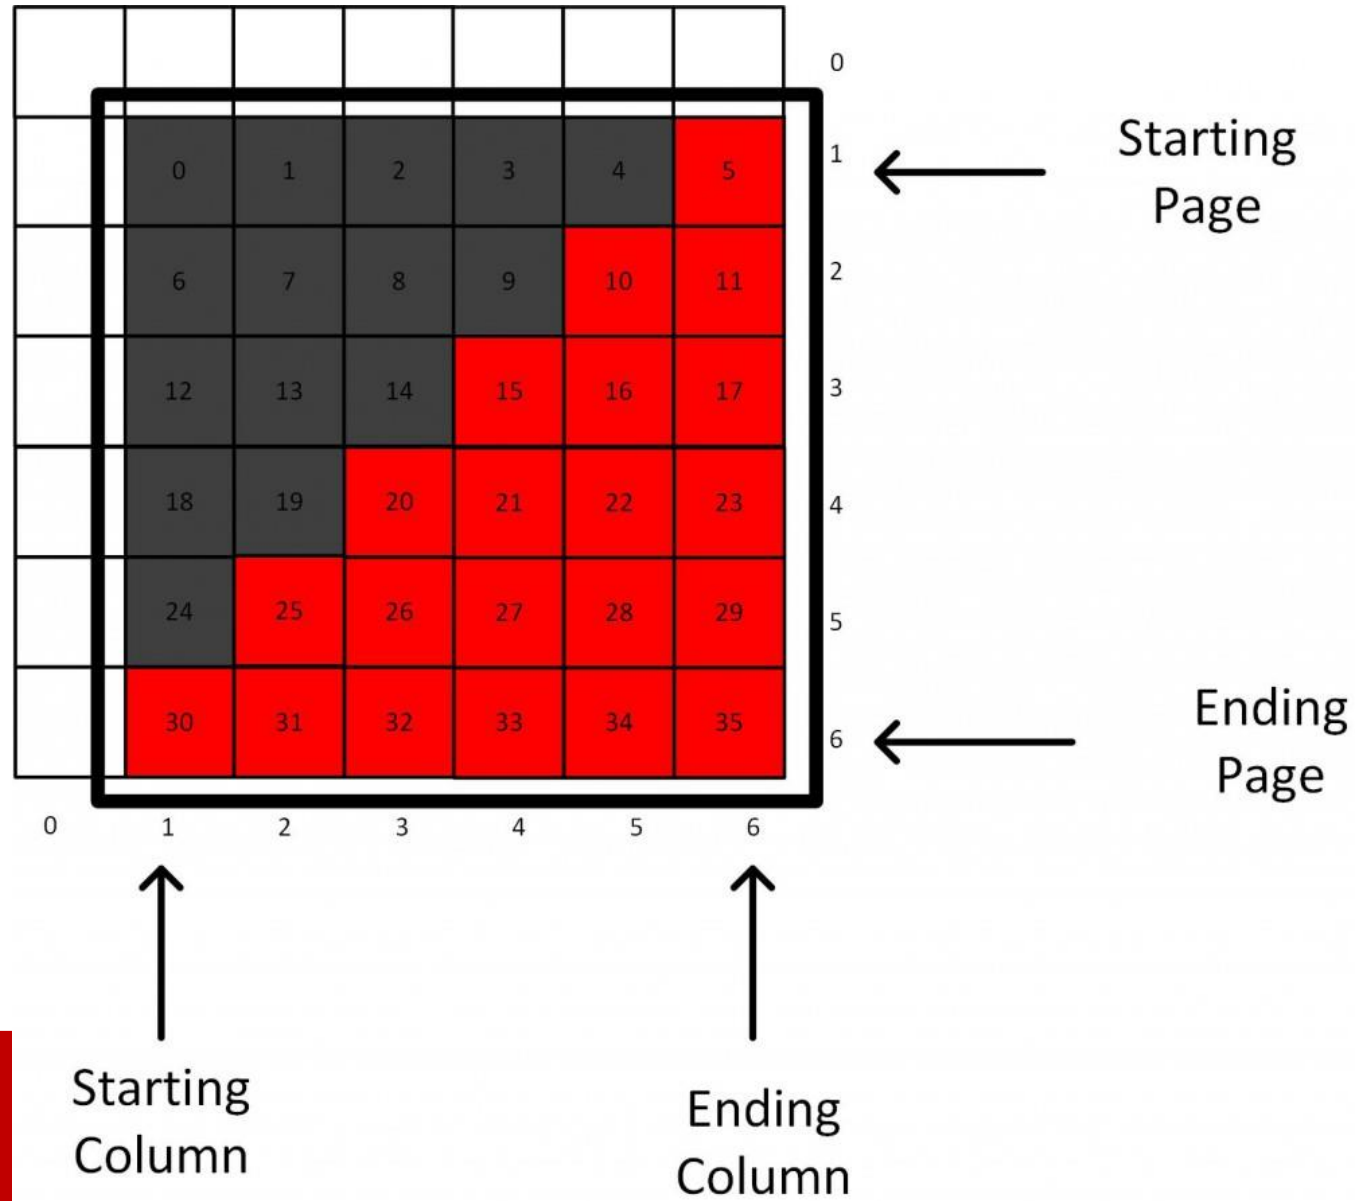 0
0 1 2 3 4 5 1
Starting
Page
6 7 8 9 10 11 2
12 13 14 15 16 17 3
18 19 20 21 22 23 4
24 25 26 27 28 29 5
30 31 32 33 34 35 6
Ending
Page
0 1 2 3 4 5 6
Starting
Column
Ending
Column